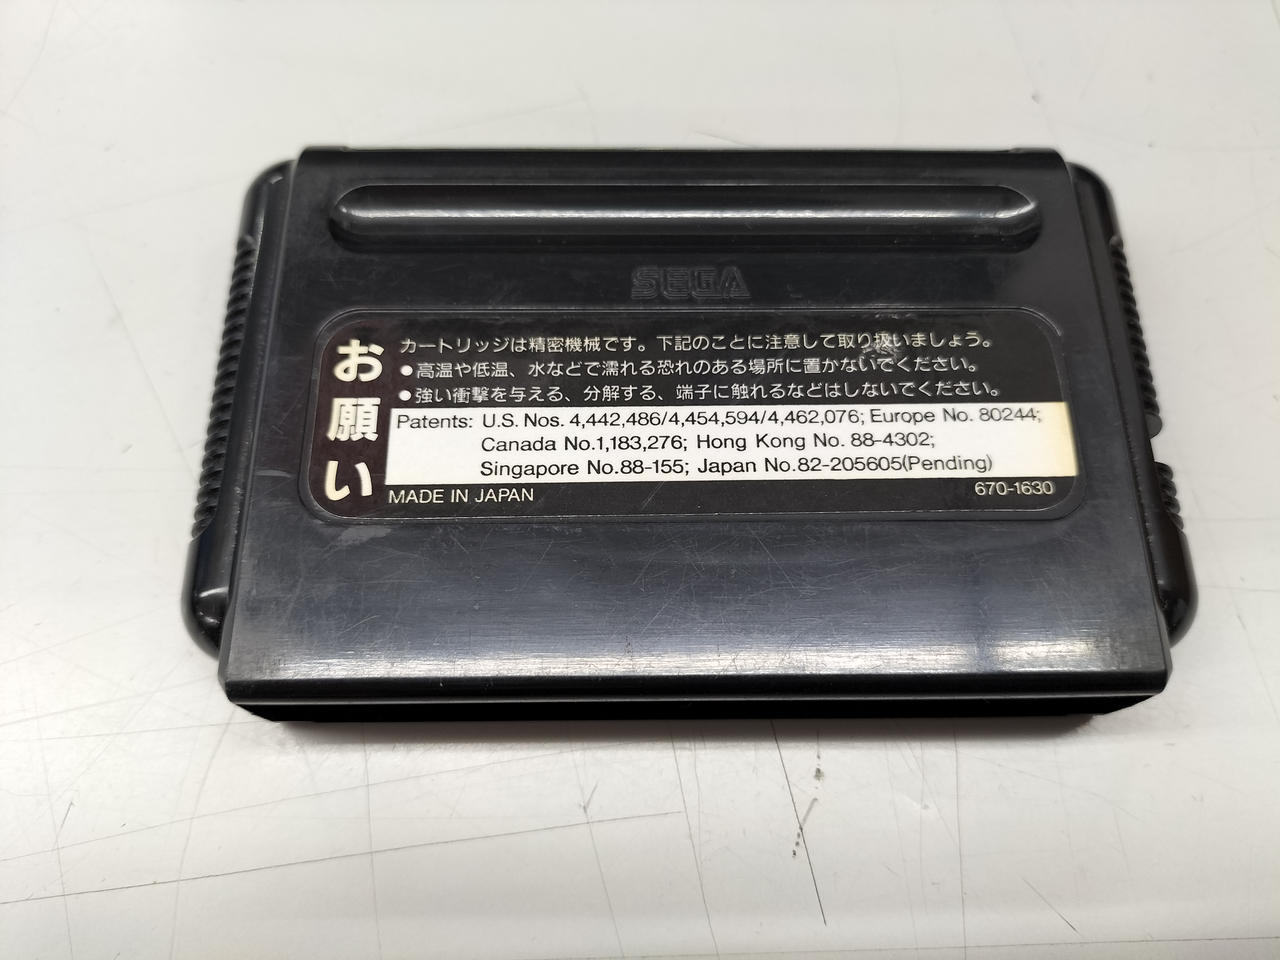 SEGA
お願い
カートリッジは精密機械です。下記のことに注意して取り扱いましょう。
●高温や低温、水などで濡れる恐れのある場所に置かないでください。
●強い衝撃を与える、分解する、端子に触れるなどはしないでください。
Patents: U.S. Nos. 4,442,486/4,454,594/4,462,076; Europe No. 80244;
Canada No.1,183,276; Hong Kong No. 88-4302;
Singapore No.88-155; Japan No.82-205605(Pending)
MADE IN JAPAN
670-1630